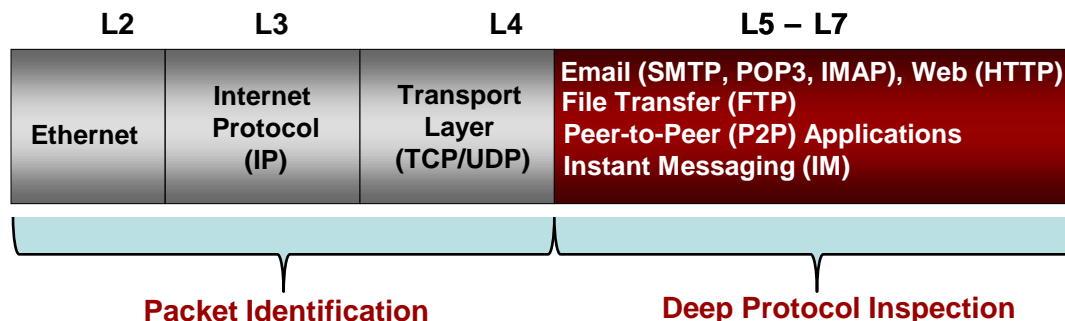 L2
L3
L4
L5 – L7
Ethernet
Internet
Protocol
(IP)
Transport
Layer
(TCP/UDP)
Email (SMTP, POP3, IMAP), Web (HTTP)
File Transfer (FTP)
Peer-to-Peer (P2P) Applications
Instant Messaging (IM)
Packet Identification
Deep Protocol Inspection